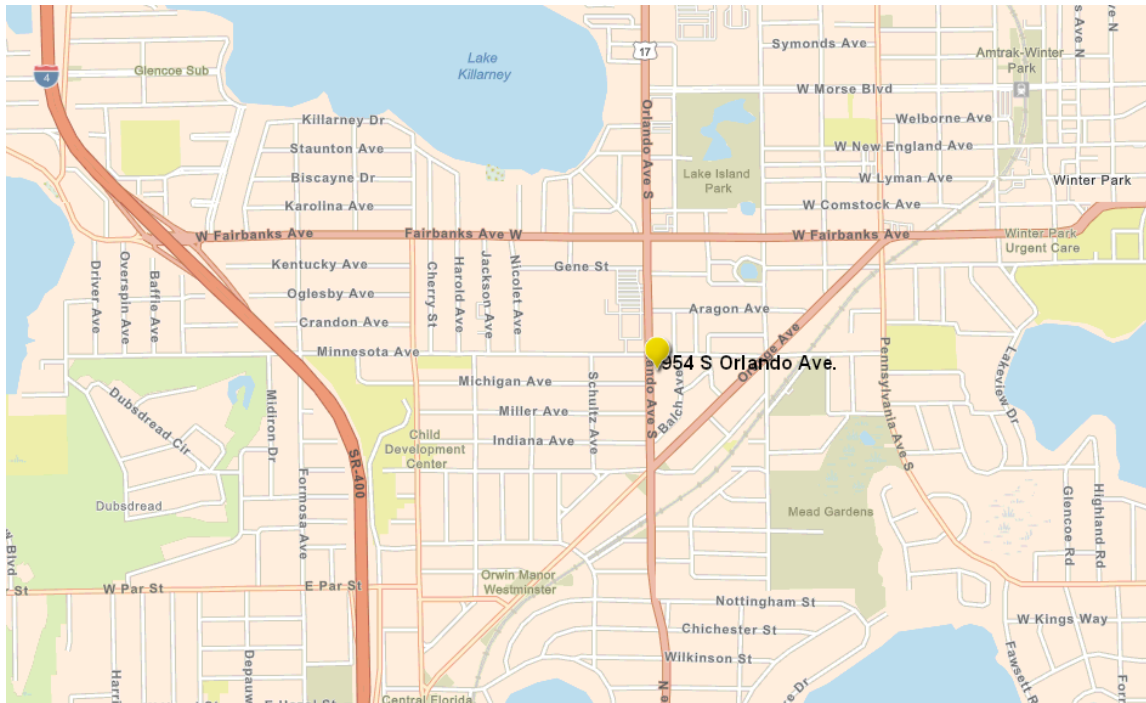 Lake
Killarney
17
Symonds Ave
Amtrak-Winter
Park
4
Glencoe Sub
W Morse Blvd
Orlando Ave S
Killarney Dr
Welborne Ave
Staunton Ave
W New England Ave
Biscayne Dr
Lake Island
Park
W Lyman Ave
Winter Park
Karolina Ave
W Comstock Ave
W Fairbanks Ave
Fairbanks Ave W
W Fairbanks Ave
Winter Park
Urgent Care
Driver Ave
Overspin Ave
Baffie Ave
Kentucky Ave
Cherry St
Harold Ave
Jackson Ave
Nicolet Ave
Gene St
Oglesby Ave
Aragon Ave
Crandon Ave
Minnesota Ave
954 S Orlando Ave.
Orange Ave
Pennsylvania Ave S
Lakeview Dr
Michigan Ave
Schultz Ave
Balch Ave
Dubsdread Cir
Midiron Dr
Miller Ave
Child
Development
Center
Indiana Ave
SR-400
Formosa Ave
Dubsdread
Mead Gardens
Glencoe Rd
Highland Rd
Orwin Manor
Westminster
St
W Par St
E Par St
Nottingham St
Chichester St
W Kings Way
Wilkinson St
Depauw
Harri
Fawsett R
Central Florida